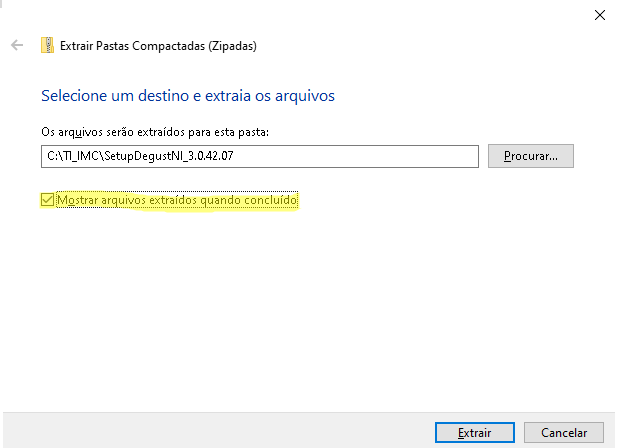 Extrair Pastas Compactadas (Zipadas)
Selecione um destino e extraia os arquivos
Os arquivos serão extraídos para esta pasta:
C:\TI_IMC\SetupDegustNI_3.0.42.07
Procurar...
Mostrar arquivos extraídos quando concluído
Extrair
Cancelar